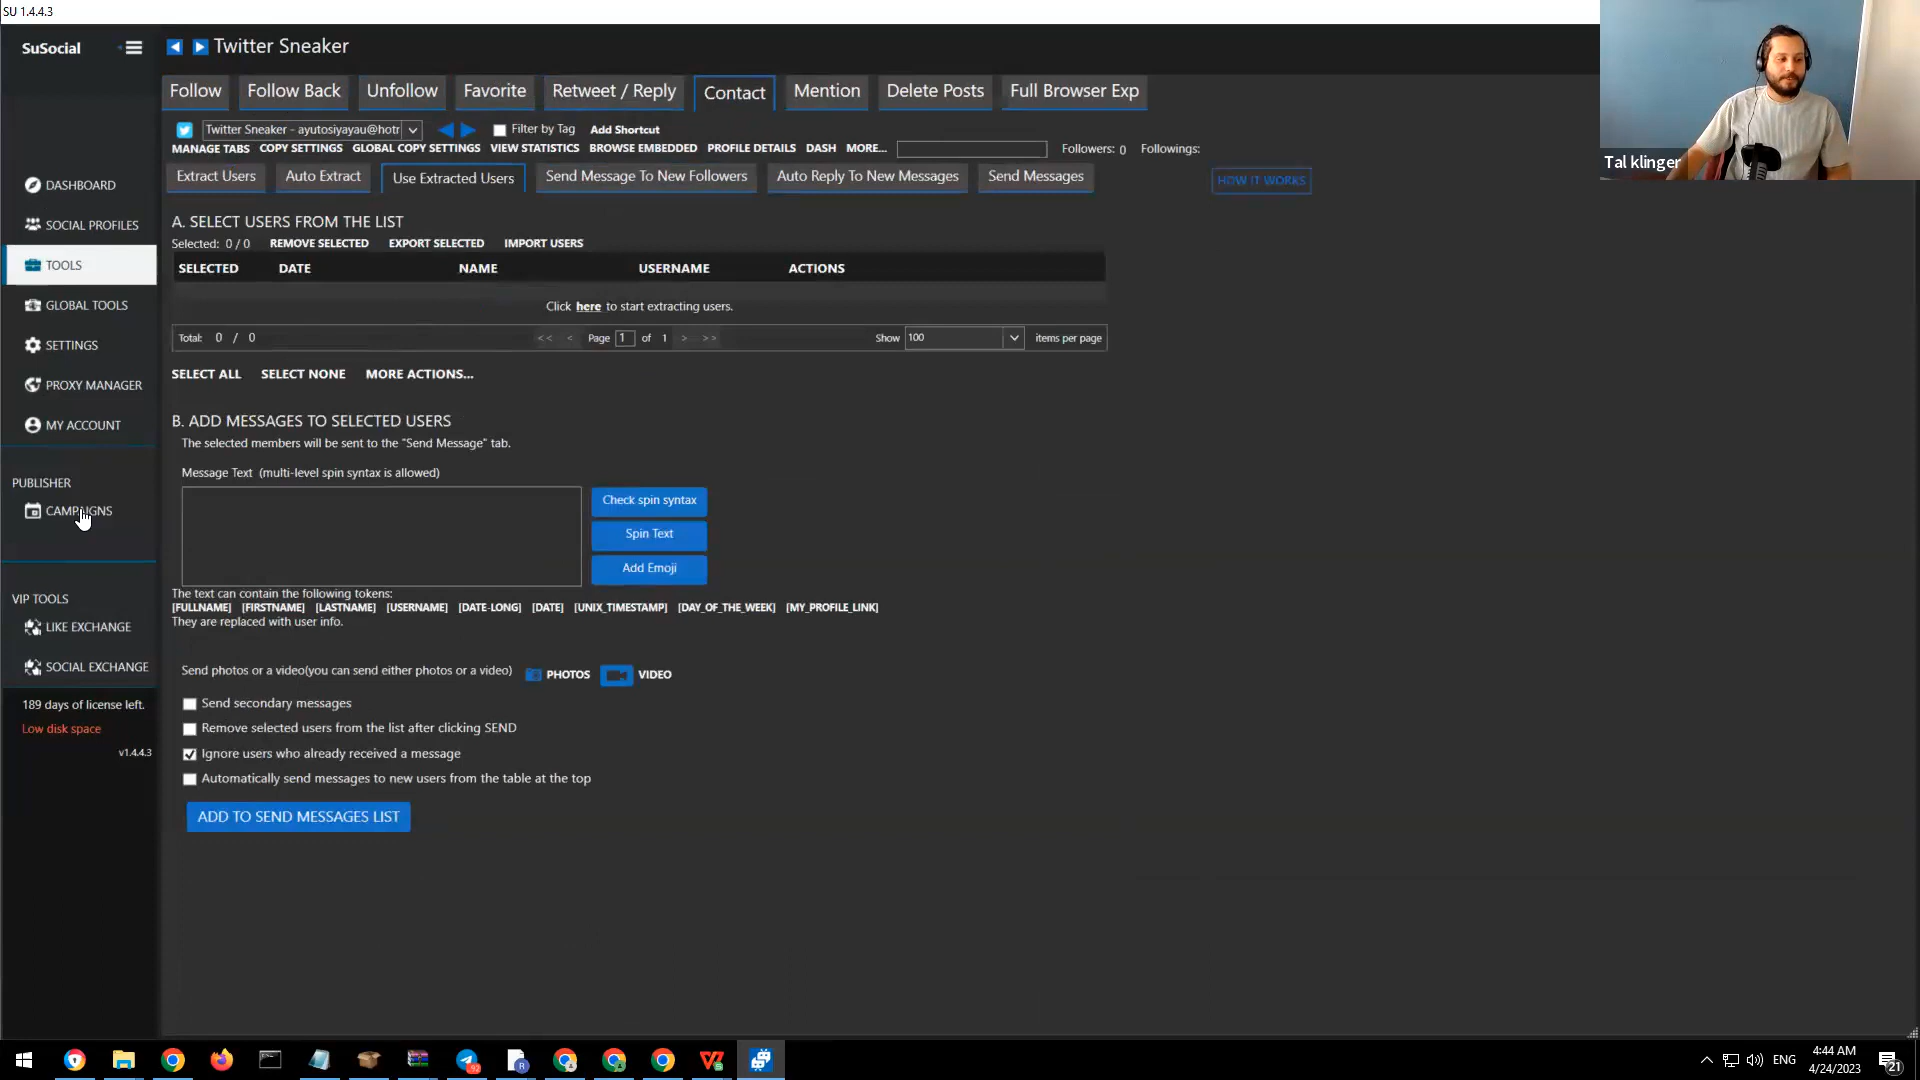 SU 1.4.4.3
SuSocial
Twitter Sneaker
Follow Follow Back Unfollow Favorite Retweet / Reply Contact Mention Delete Posts Full Browser Exp
Twitter Sneaker - ayutosiyayau@hotr Filter by Tag Add Shortcut
MANAGE TABS COPY SETTINGS GLOBAL COPY SETTINGS VIEW STATISTICS BROWSE EMBEDDED PROFILE DETAILS DASH MORE... Followers: 0 Followings:
Extract Users Auto Extract Use Extracted Users Send Message To New Followers Auto Reply To New Messages Send Messages HOW IT WORKS
Tal klinger
DASHBOARD
SOCIAL PROFILES
TOOLS
GLOBAL TOOLS
SETTINGS
PROXY MANAGER
MY ACCOUNT
PUBLISHER
CAMPAIGNS
VIP TOOLS
LIKE EXCHANGE
SOCIAL EXCHANGE
189 days of license left.
Low disk space
v1.4.4.3
A. SELECT USERS FROM THE LIST
Selected: 0 / 0 REMOVE SELECTED EXPORT SELECTED IMPORT USERS
SELECTED DATE NAME USERNAME ACTIONS
Click here to start extracting users.
Total: 0 / 0 << < Page 1 of 1 > >> Show 100 items per page
SELECT ALL SELECT NONE MORE ACTIONS...
B. ADD MESSAGES TO SELECTED USERS
The selected members will be sent to the "Send Message" tab.
Message Text (multi-level spin syntax is allowed)
Check spin syntax
Spin Text
Add Emoji
The text can contain the following tokens:
[FULLNAME] [FIRSTNAME] [LASTNAME] [USERNAME] [DATE-LONG] [DATE] [UNIX_TIMESTAMP] [DAY_OF_THE_WEEK] [MY_PROFILE_LINK]
They are replaced with user info.
Send photos or a video(you can send either photos or a video) PHOTOS VIDEO
Send secondary messages
Remove selected users from the list after clicking SEND
Ignore users who already received a message
Automatically send messages to new users from the table at the top
ADD TO SEND MESSAGES LIST
ENG
4:44 AM
4/24/2023
21